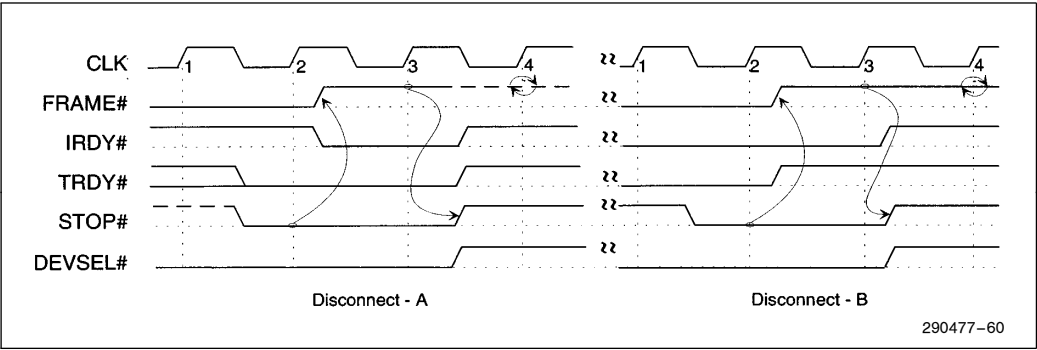 CLK 1 2 3 4 1 2 3 4
FRAME#
IRDY#
TRDY#
STOP#
DEVSEL#
Disconnect - A Disconnect - B
290477–60